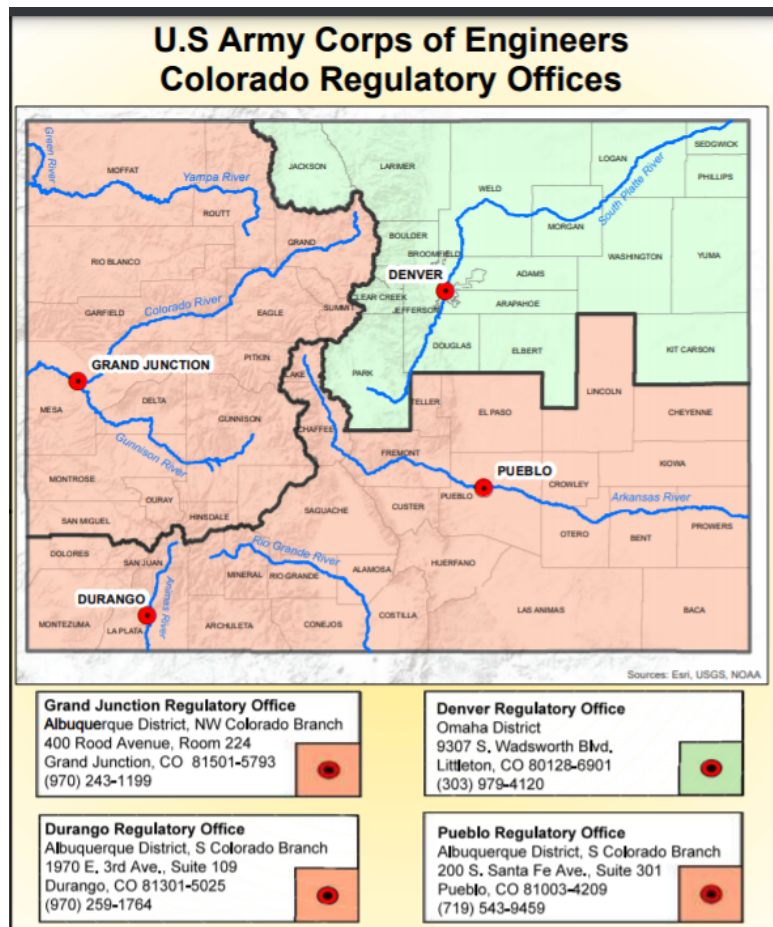 U.S Army Corps of Engineers
Colorado Regulatory Offices
Green River
MOFFAT
Yampa River
ROUTT
JACKSON
LARIMER
WELD
LOGAN
SEDGWICK
PHILLIPS
South Platte River
MORGAN
RIO BLANCO
GRAND
BOULDER
BROOMFIELD
DENVER
ADAMS
WASHINGTON
YUMA
GARFIELD
Colorado River
EAGLE
SUMMIT
CLEAR CREEK
JEFFERSON
ARAPAHOE
DOUGLAS
ELBERT
KIT CARSON
GRAND JUNCTION
PITKIN
LAKE
PARK
TELLER
LINCOLN
MESA
DELTA
GUNNISON
CHAFFEE
EL PASO
CHEYENNE
Gunnison River
FREMONT
PUEBLO
KIOWA
MONTROSE
OURAY
HINSDALE
SAGUACHE
CUSTER
PUEBLO
CROWLEY
Arkansas River
SAN MIGUEL
OTERO
BENT
PROWERS
DOLORES
SAN JUAN
Rio Grande River
MINERAL
RIO GRANDE
ALAMOSA
HUERFANO
DURANGO
Animas River
MONTEZUMA
LA PLATA
ARCHULETA
CONEJOS
COSTILLA
LAS ANIMAS
BACA
Sources: Esri, USGS, NOAA
Grand Junction Regulatory Office
Albuquerque District, NW Colorado Branch
400 Rood Avenue, Room 224
Grand Junction, CO 81501-5793
(970) 243-1199
Denver Regulatory Office
Omaha District
9307 S. Wadsworth Blvd.
Littleton, CO 80128-6901
(303) 979-4120
Durango Regulatory Office
Albuquerque District, S Colorado Branch
1970 E. 3rd Ave., Suite 109
Durango, CO 81301-5025
(970) 259-1764
Pueblo Regulatory Office
Albuquerque District, S Colorado Branch
200 S. Santa Fe Ave., Suite 301
Pueblo, CO 81003-4209
(719) 543-9459